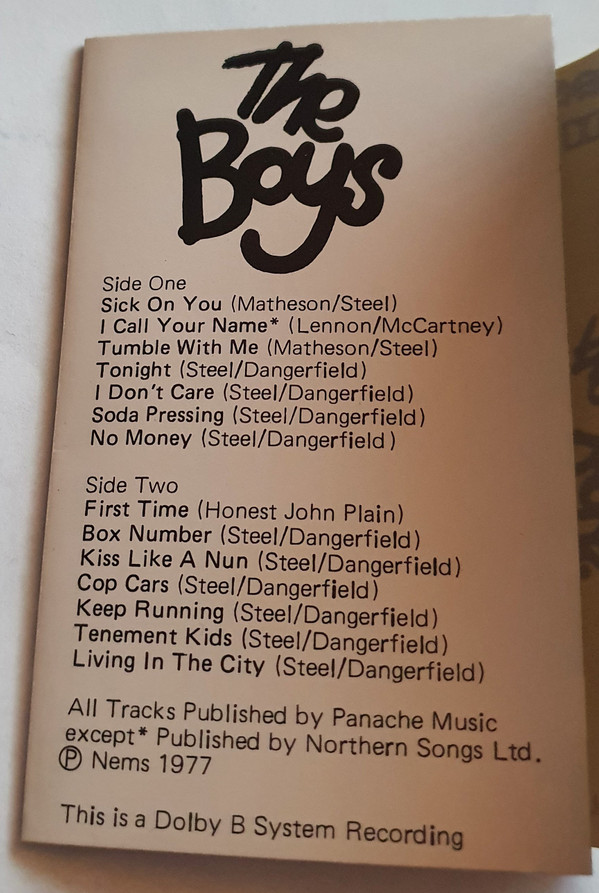 The
Boys
Side One
Sick On You (Matheson/Steel)
I Call Your Name* (Lennon/McCartney)
Tumble With Me (Matheson/Steel)
Tonight (Steel/Dangerfield)
I Don't Care (Steel/Dangerfield)
Soda Pressing (Steel/Dangerfield)
No Money (Steel/Dangerfield)
Side Two
First Time (Honest John Plain)
Box Number (Steel/Dangerfield)
Kiss Like A Nun (Steel/Dangerfield)
Cop Cars (Steel/Dangerfield)
Keep Running (Steel/Dangerfield)
Tenement Kids (Steel/Dangerfield)
Living In The City (Steel/Dangerfield)
All Tracks Published by Panache Music
except* Published by Northern Songs Ltd.
℗ Nems 1977
This is a Dolby B System Recording